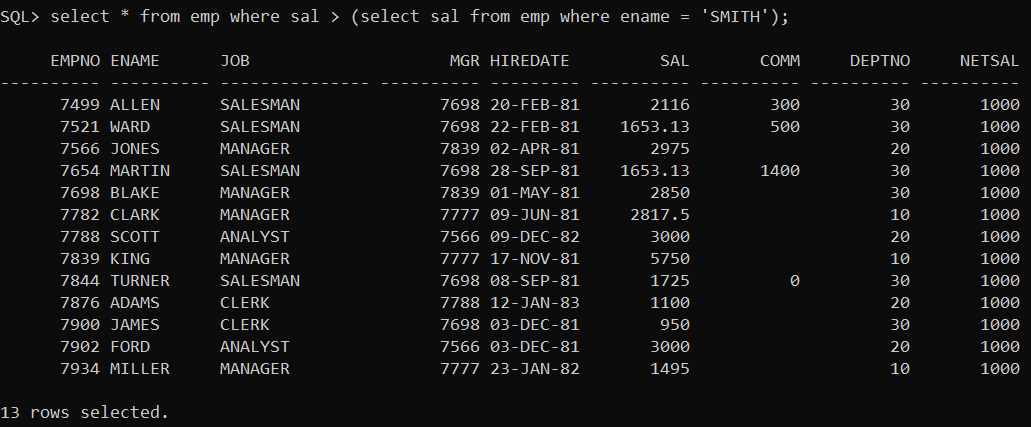 SQL> select * from emp where sal > (select sal from emp where ename = 'SMITH');
EMPNO ENAME JOB MGR HIREDATE SAL COMM DEPTNO NETSAL
---------- ---------- --------------- ---------- --------- ---------- ---------- ---------- ----------
7499 ALLEN SALESMAN 7698 20-FEB-81 2116 300 30 1000
7521 WARD SALESMAN 7698 22-FEB-81 1653.13 500 30 1000
7566 JONES MANAGER 7839 02-APR-81 2975 20 1000
7654 MARTIN SALESMAN 7698 28-SEP-81 1653.13 1400 30 1000
7698 BLAKE MANAGER 7839 01-MAY-81 2850 30 1000
7782 CLARK MANAGER 7777 09-JUN-81 2817.5 10 1000
7788 SCOTT ANALYST 7566 09-DEC-82 3000 20 1000
7839 KING MANAGER 7777 17-NOV-81 5750 10 1000
7844 TURNER SALESMAN 7698 08-SEP-81 1725 0 30 1000
7876 ADAMS CLERK 7788 12-JAN-83 1100 20 1000
7900 JAMES CLERK 7698 03-DEC-81 950 30 1000
7902 FORD ANALYST 7566 03-DEC-81 3000 20 1000
7934 MILLER MANAGER 7777 23-JAN-82 1495 10 1000
13 rows selected.